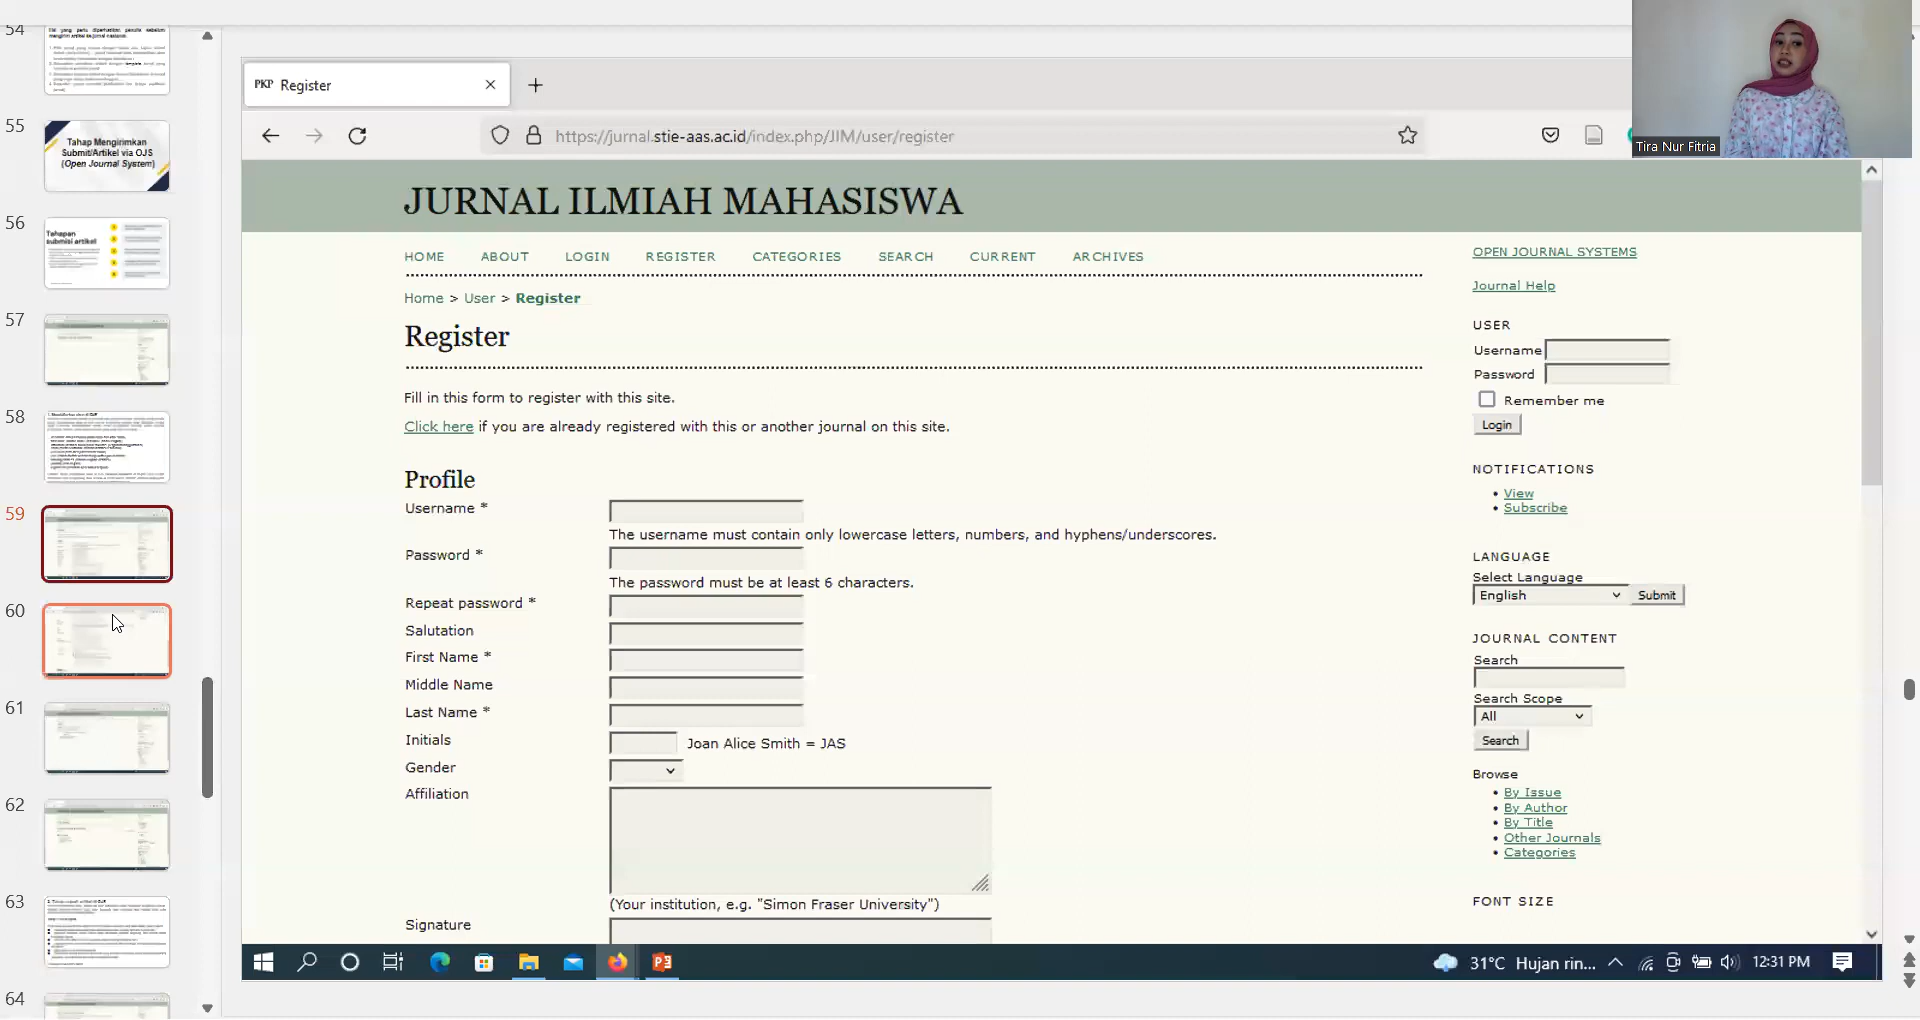 54
55
Tahap Mengirimkan
Submit/Artikel via OJS
(Open Journal System)
56
Tahapan
submisi artikel
57
58
59
60
61
62
63
64
PKP Register
https://jurnal.stie-aas.ac.id/index.php/JIM/user/register
Tira Nur Fitria
JURNAL ILMIAH MAHASISWA
HOME ABOUT LOGIN REGISTER CATEGORIES SEARCH CURRENT ARCHIVES
Home > User > Register
Register
Fill in this form to register with this site.
Click here if you are already registered with this or another journal on this site.
Profile
Username *
The username must contain only lowercase letters, numbers, and hyphens/underscores.
Password *
The password must be at least 6 characters.
Repeat password *
Salutation
First Name *
Middle Name
Last Name *
Initials Joan Alice Smith = JAS
Gender
Affiliation
(Your institution, e.g. "Simon Fraser University")
Signature
OPEN JOURNAL SYSTEMS
Journal Help
USER
Username
Password
Remember me
Login
NOTIFICATIONS
View
Subscribe
LANGUAGE
Select Language
English Submit
JOURNAL CONTENT
Search
Search Scope
All
Search
Browse
By Issue
By Author
By Title
Other Journals
Categories
FONT SIZE
31°C Hujan rin... 12:31 PM